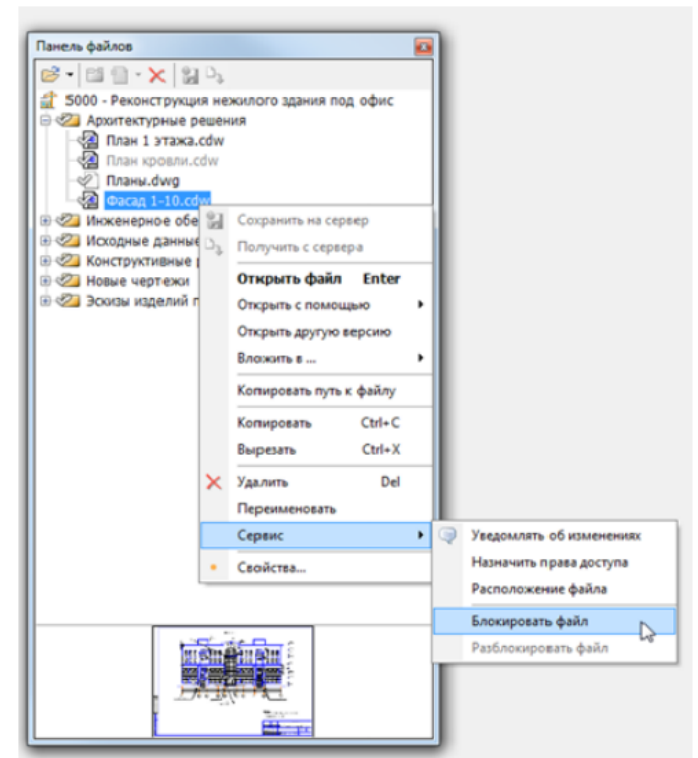 Панель файлов
5000 - Реконструкция нежилого здания под офис
Архитектурные решения
План 1 этажа.cdw
План кровли.cdw
Планы.dwg
Фасад 1-10.cdw
Инженерное обе
Исходные данные
Конструктивные
Новые чертежи
Эскизы изделий п
Сохранить на сервер
Получить с сервера
Открыть файл Enter
Открыть с помощью
Открыть другую версию
Вложить в ...
Копировать путь к файлу
Копировать Ctrl+C
Вырезать Ctrl+X
Удалить Del
Переименовать
Сервис
Свойства...
Уведомлять об изменениях
Назначить права доступа
Расположение файла
Блокировать файл
Разблокировать файл